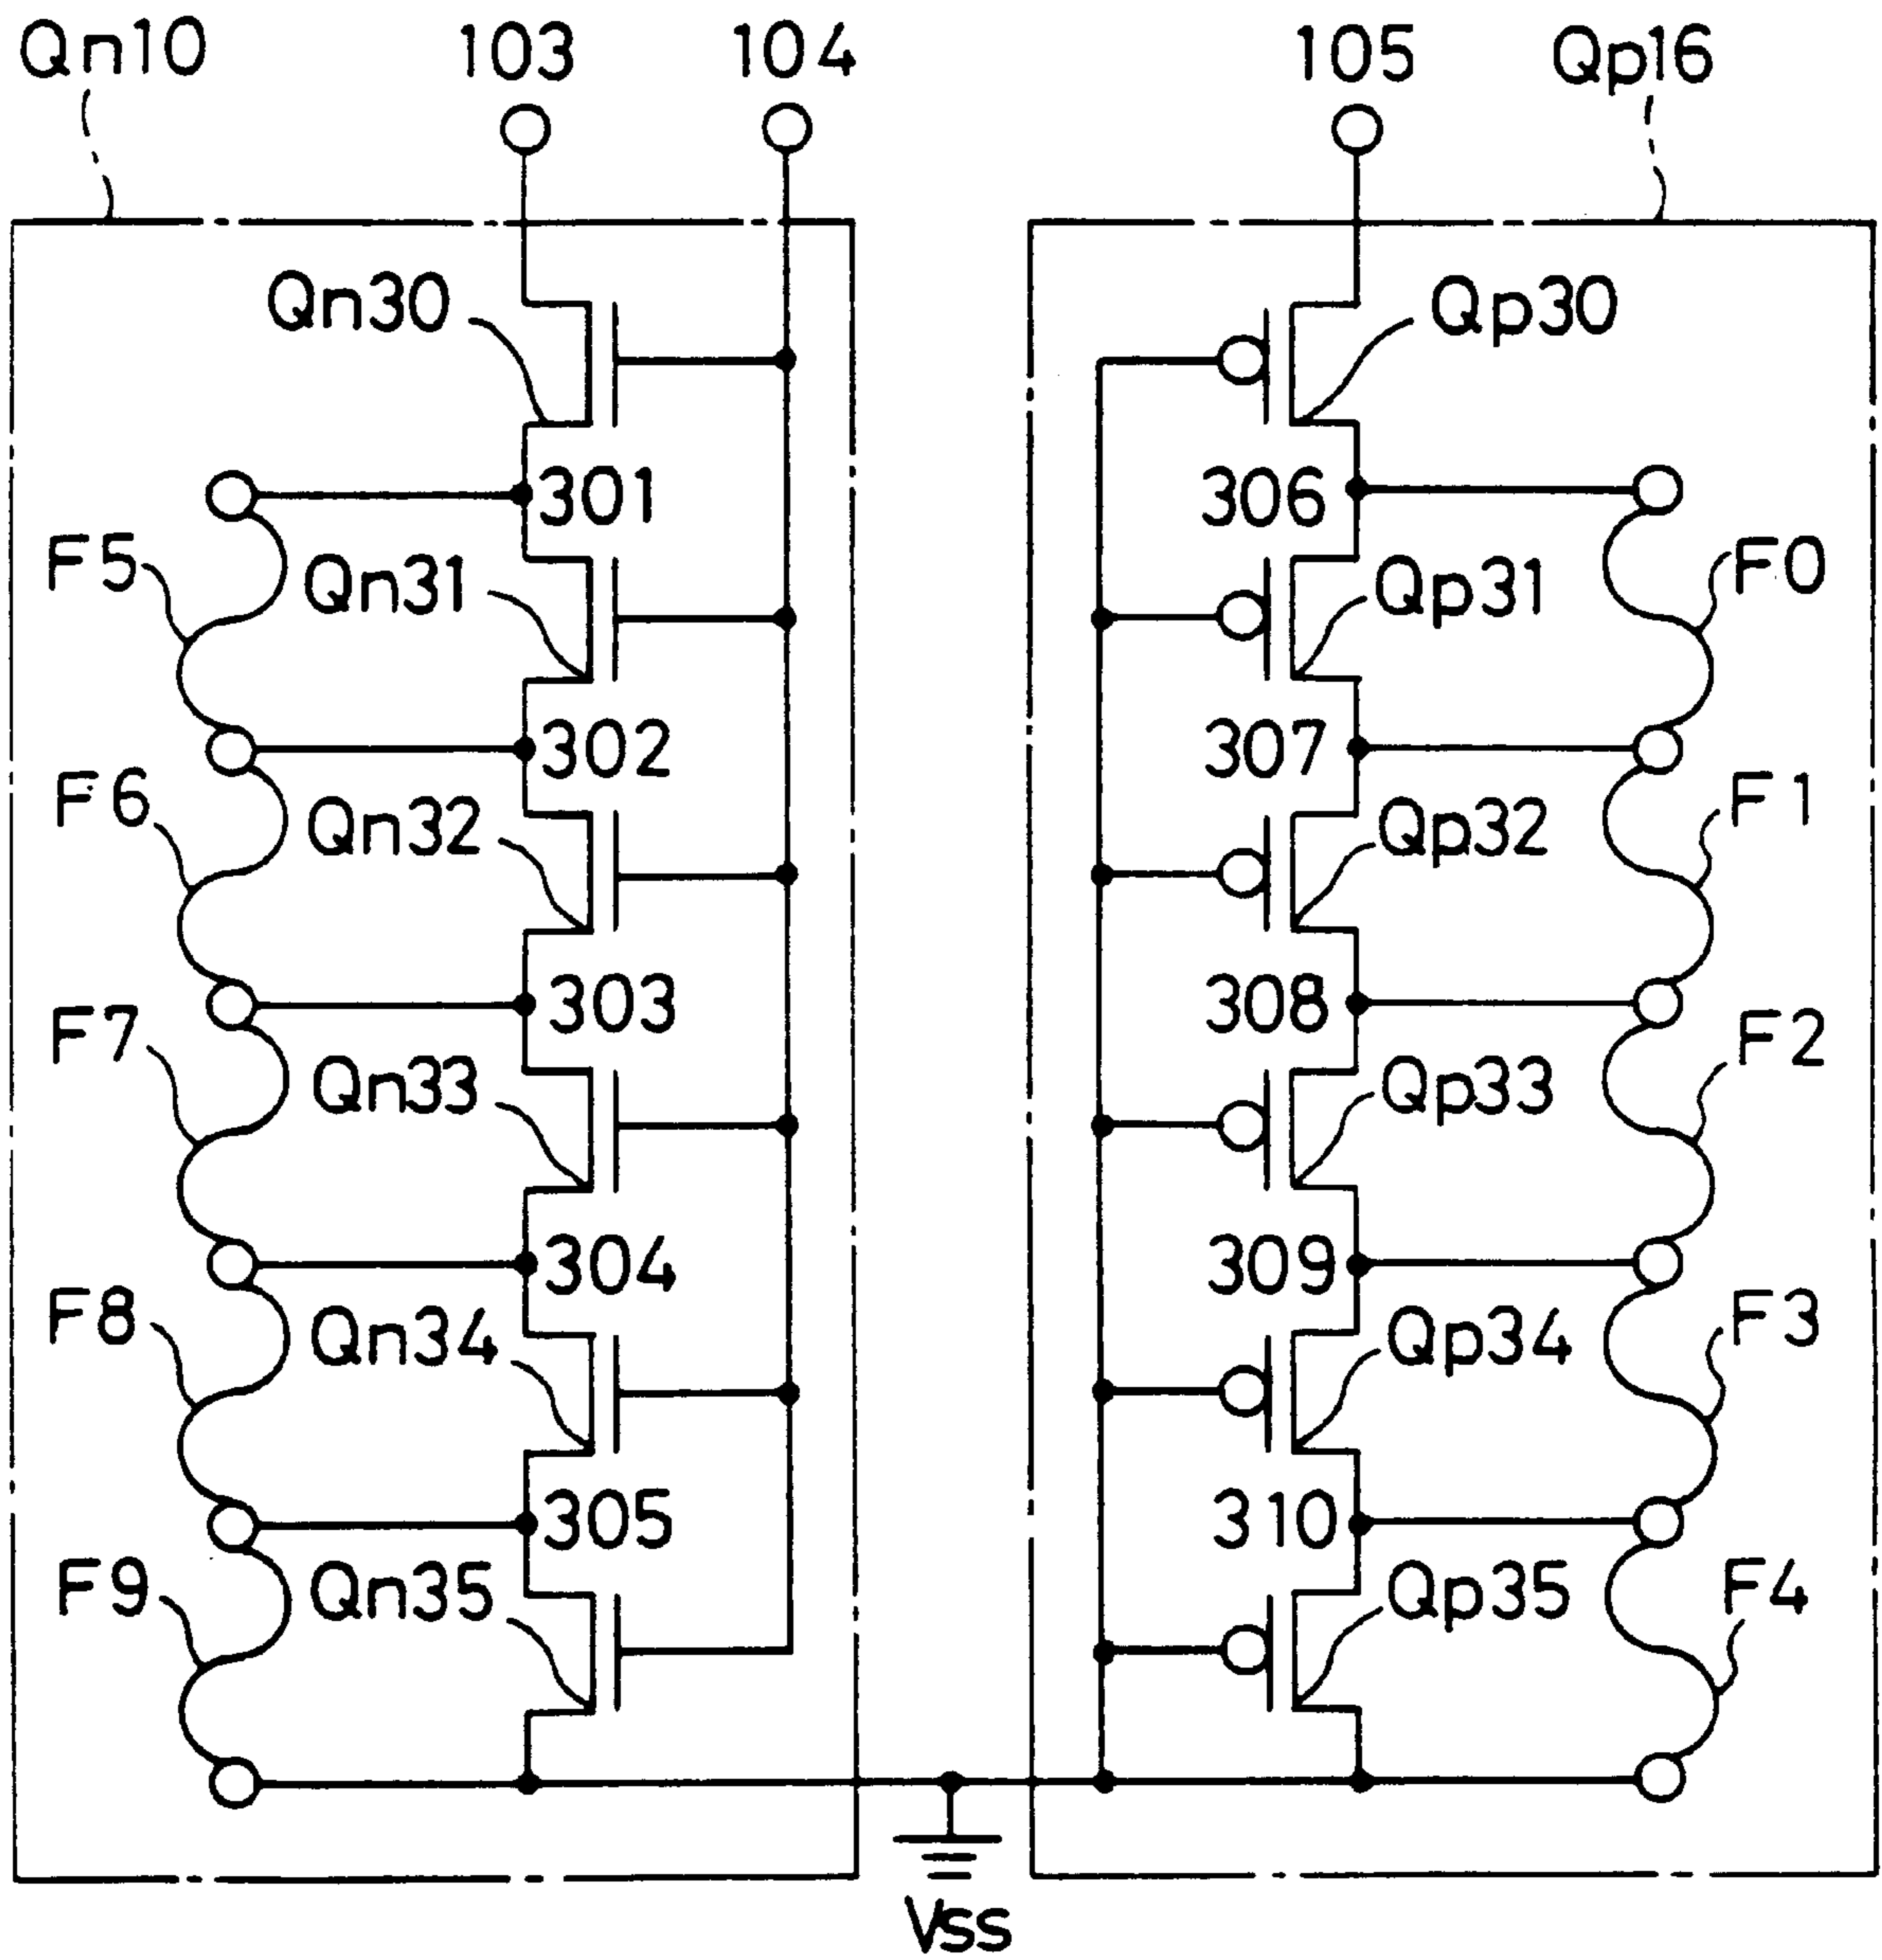 Qn10 103 104 105 Qp16
Qn30 Qp30
301 306
F5 Qn31 Qp31 F0
302 307
F6 Qn32 Qp32 F1
303 308
F7 Qn33 Qp33 F2
304 309
F8 Qn34 Qp34 F3
305 310
F9 Qn35 Qp35 F4
Vss